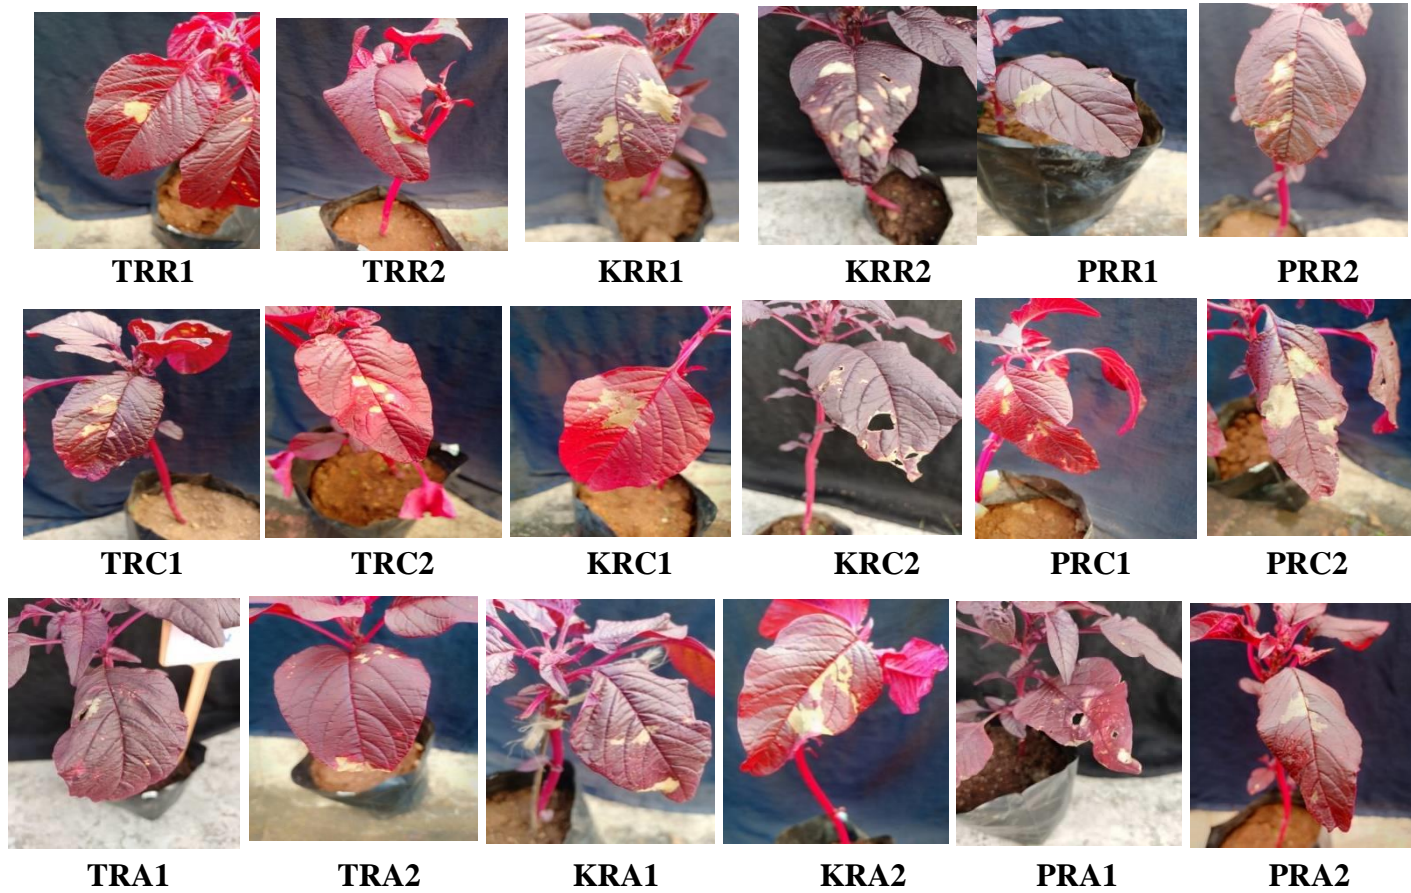 TRR1 TRR2 KRR1 KRR2 PRR1 PRR2
TRC1 TRC2 KRC1 KRC2 PRC1 PRC2
TRA1 TRA2 KRA1 KRA2 PRA1 PRA2